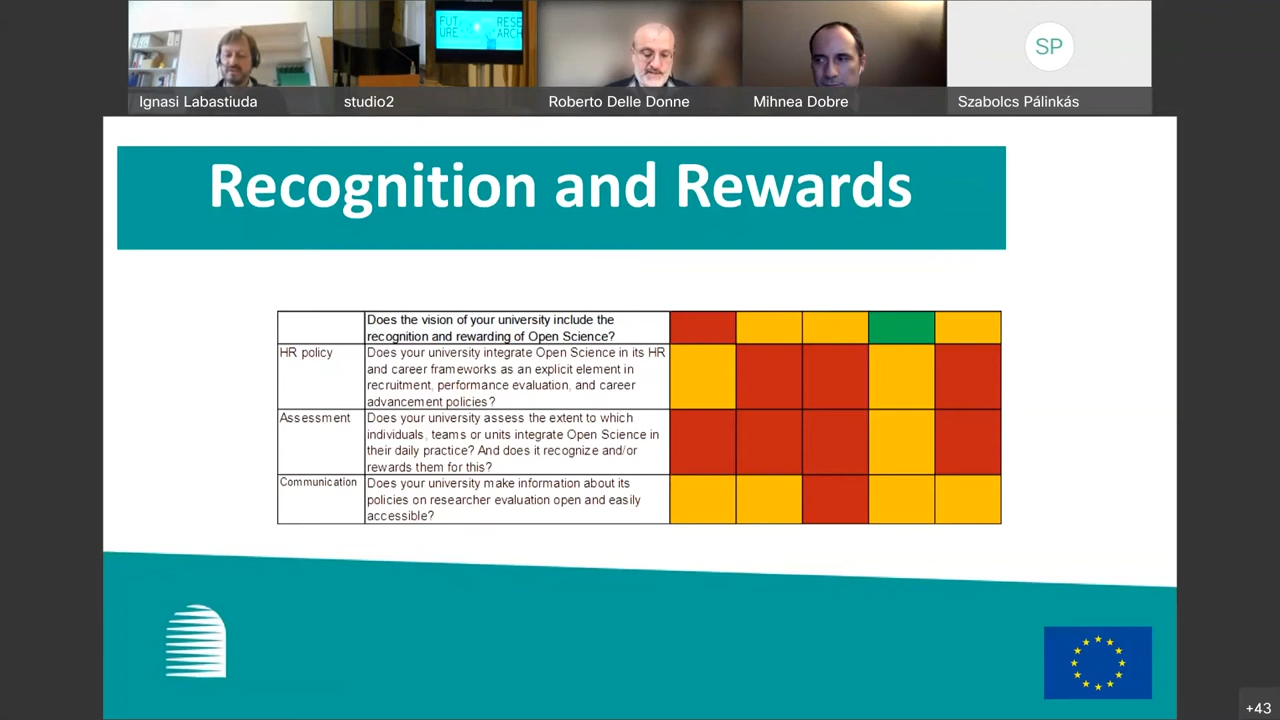 FUT RESE
URE ARCH
SP
Ignasi Labastiuda
studio2
Roberto Delle Donne
Mihnea Dobre
Szabolcs Pálinkás
Recognition and Rewards
Does the vision of your university include the
recognition and rewarding of Open Science?
HR policy
Does your university integrate Open Science in its HR
and career frameworks as an explicit element in
recruitment, performance evaluation, and career
advancement policies?
Assessment
Does your university assess the extent to which
individuals, teams or units integrate Open Science in
their daily practice? And does it recognize and/or
rewards them for this?
Communication
Does your university make information about its
policies on researcher evaluation open and easily
accessible?
+43